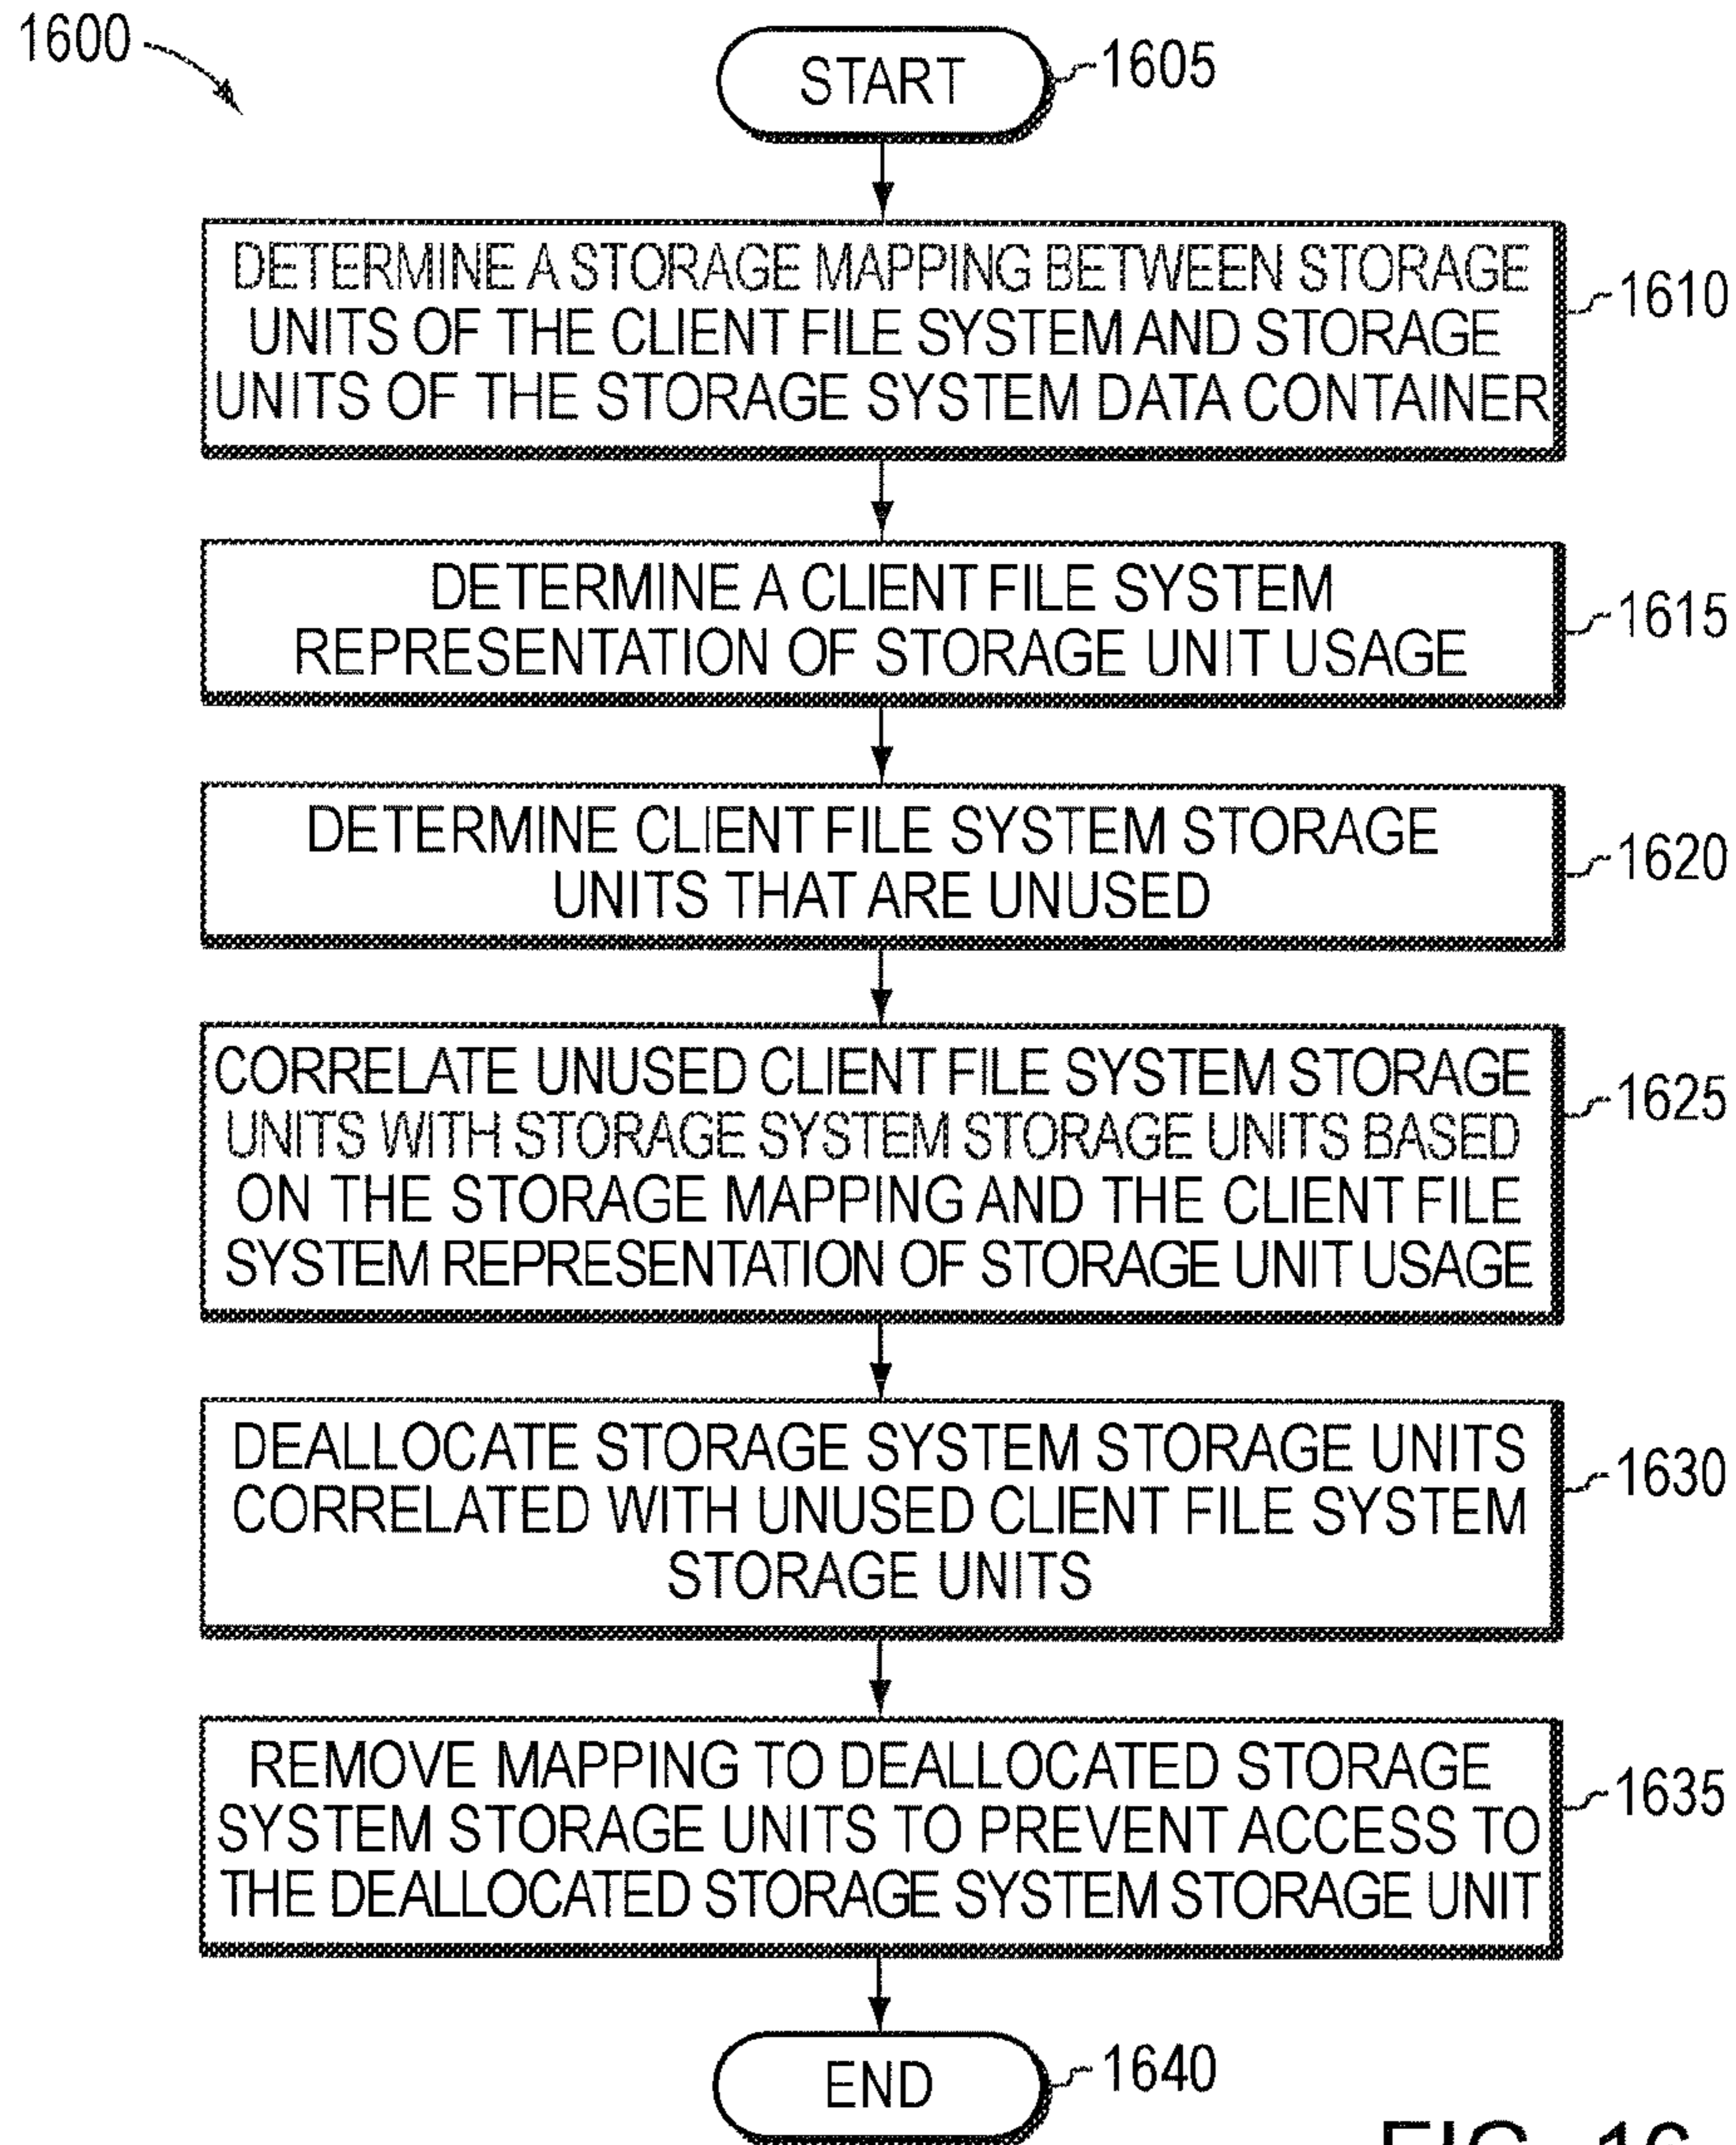 1600
START
1605
DETERMINE A STORAGE MAPPING BETWEEN STORAGE
UNITS OF THE CLIENT FILE SYSTEM AND STORAGE
UNITS OF THE STORAGE SYSTEM DATA CONTAINER
1610
DETERMINE A CLIENT FILE SYSTEM
REPRESENTATION OF STORAGE UNIT USAGE
1615
DETERMINE CLIENT FILE SYSTEM STORAGE
UNITS THAT ARE UNUSED
1620
CORRELATE UNUSED CLIENT FILE SYSTEM STORAGE
UNITS WITH STORAGE SYSTEM STORAGE UNITS BASED
ON THE STORAGE MAPPING AND THE CLIENT FILE
SYSTEM REPRESENTATION OF STORAGE UNIT USAGE
1625
DEALLOCATE STORAGE SYSTEM STORAGE UNITS
CORRELATED WITH UNUSED CLIENT FILE SYSTEM
STORAGE UNITS
1630
REMOVE MAPPING TO DEALLOCATED STORAGE
SYSTEM STORAGE UNITS TO PREVENT ACCESS TO
THE DEALLOCATED STORAGE SYSTEM STORAGE UNIT
1635
END
1640
FIG. 16